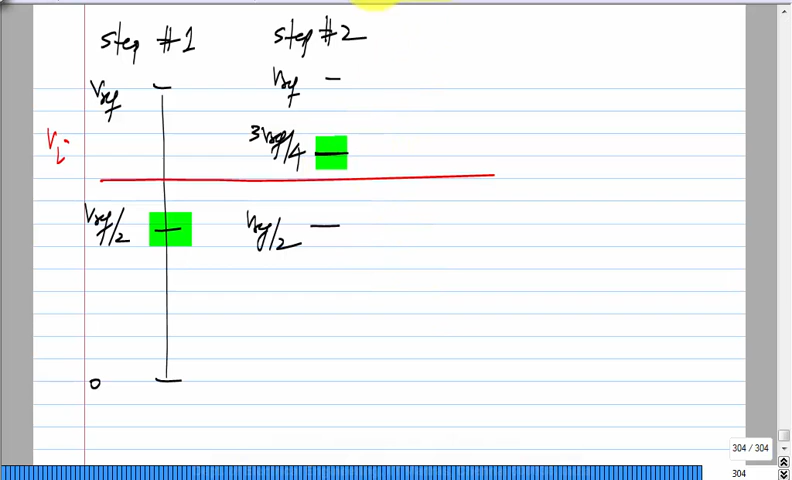 step #1 step #2
Vref Vref
Vi 3Vref/4
Vref/2 Vref/2
0
304 / 304
304